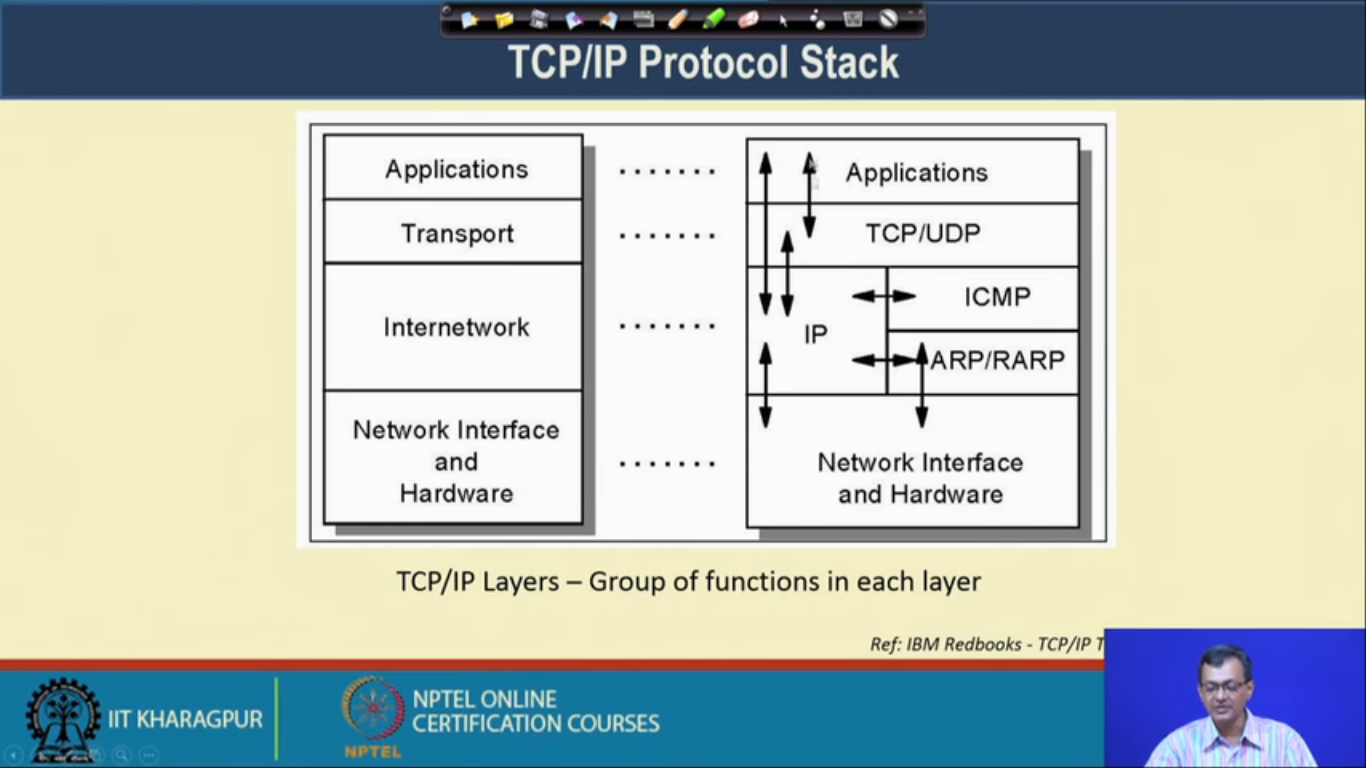 TCP/IP Protocol Stack
Applications
Transport
Internetwork
Network Interface
and
Hardware
Applications
TCP/UDP
IP
ICMP
ARP/RARP
Network Interface
and Hardware
TCP/IP Layers – Group of functions in each layer
Ref: IBM Redbooks - TCP/IP T
IIT KHARAGPUR
NPTEL
NPTEL ONLINE
CERTIFICATION COURSES